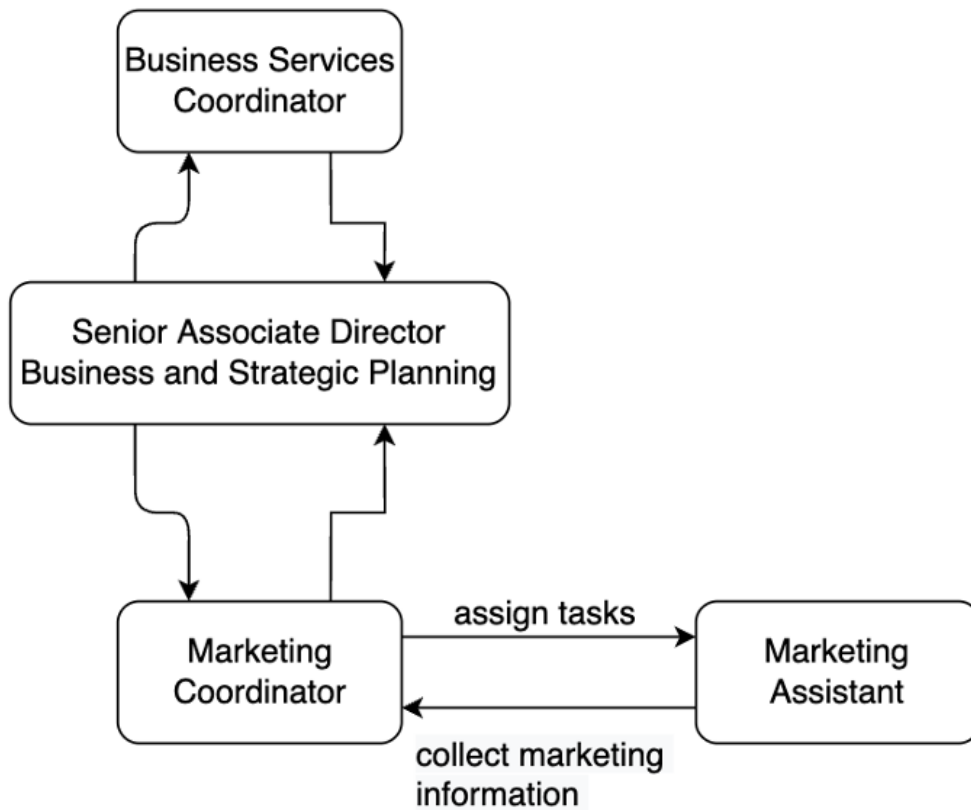 Business Services
Coordinator
Senior Associate Director
Business and Strategic Planning
Marketing
Coordinator
assign tasks
Marketing
Assistant
collect marketing
information